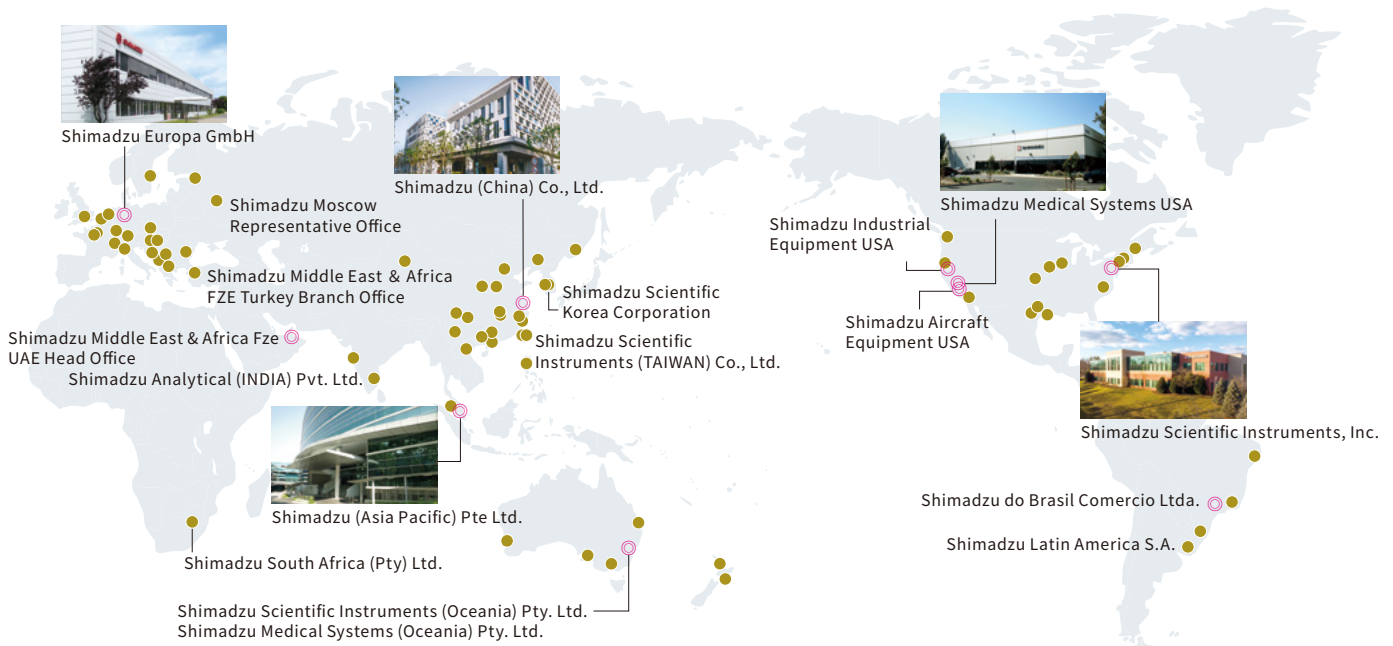 Shimadzu Europa GmbH
Shimadzu (China) Co., Ltd.
Shimadzu Moscow
Representative Office
Shimadzu Middle East & Africa
FZE Turkey Branch Office
Shimadzu Scientific
Korea Corporation
Shimadzu Middle East & Africa Fze
UAE Head Office
Shimadzu Scientific
Instruments (TAIWAN) Co., Ltd.
Shimadzu Analytical (INDIA) Pvt. Ltd.
Shimadzu (Asia Pacific) Pte Ltd.
Shimadzu South Africa (Pty) Ltd.
Shimadzu Scientific Instruments (Oceania) Pty. Ltd.
Shimadzu Medical Systems (Oceania) Pty. Ltd.
Shimadzu Medical Systems USA
Shimadzu Industrial
Equipment USA
Shimadzu Aircraft
Equipment USA
Shimadzu Scientific Instruments, Inc.
Shimadzu do Brasil Comercio Ltda.
Shimadzu Latin America S.A.